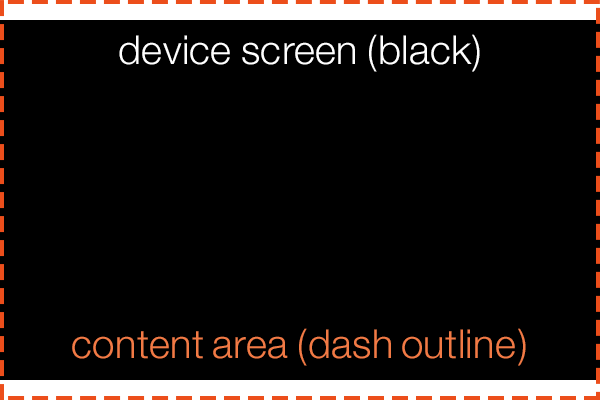 device screen (black)
content area (dash outline)